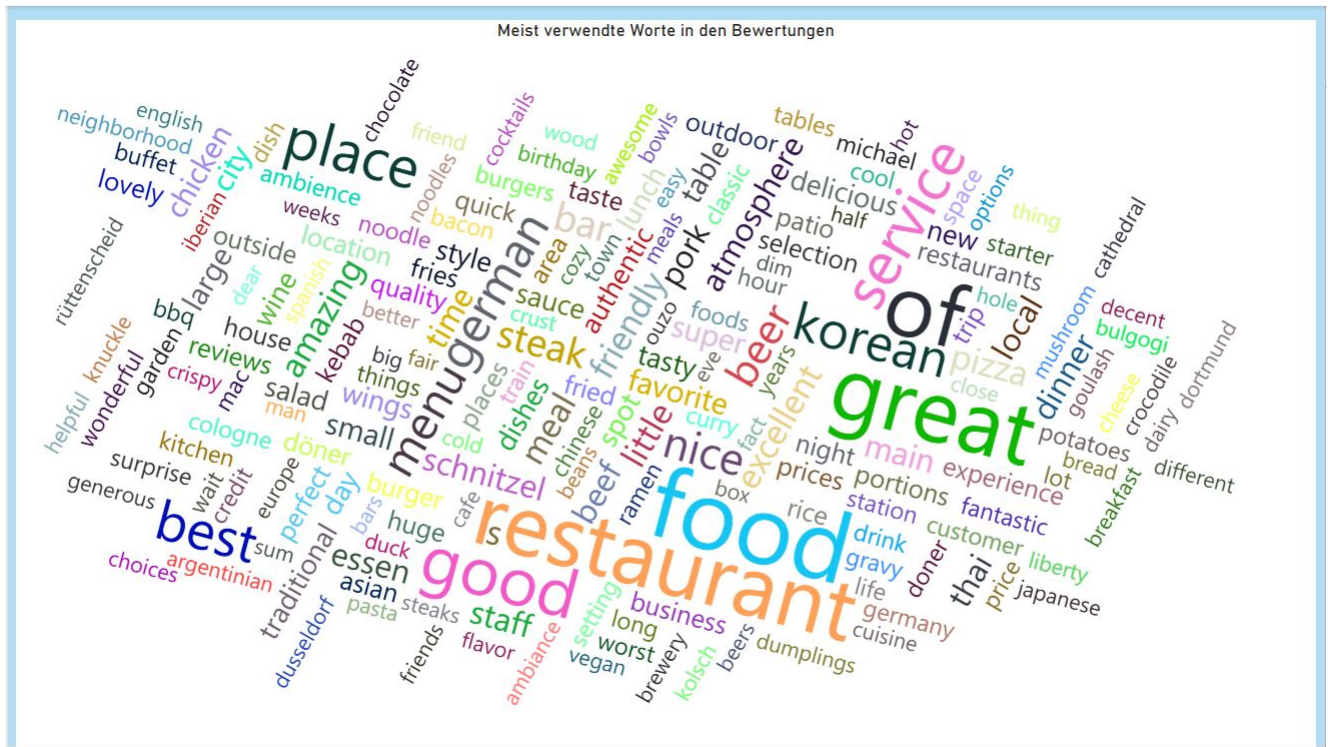 Meist verwendte Worte in den Bewertungen
chocolate
english
neighborhood
buffet
lovely
chicken
city
dish
place
friend
cocktails
wood
awesome
bowls
outdoor
tables
michael
hot
ambience
noodles
burgers
birthday
taste
lunch
easy
table
classic
atmosphere
delicious
cool
service
space
options
thing
iberian
weeks
noodle
bacon
quick
bar
town
meals
patio
half
new
starter
cathedral
rüttenscheid
outside
location
style
menugerman
area
cozy
authentic
pork
selection
restaurants
large
dear
wine
spanish
amazing
fries
quality
sauce
friendly
ouzo
dim
hour
of
hole
trip
local
mushroom
decent
bulgogi
bbq
house
better
time
crust
foods
super
beer
korean
pizza
dinner
dortmund
knuckle
garden
reviews
kebab
big
fair
steak
tasty
eve
years
close
goulash
cheese
crocodile
dairy
wonderful
crispy
mac
salad
things
wings
places
train
fried
favorite
excellent
great
potatoes
helpful
man
small
dishes
meal
spot
little
curry
fact
night
main
experience
lot
bread
different
cologne
kitchen
döner
cold
chinese
beans
nice
prices
portions
fantastic
breakfast
surprise
wait
credit
europe
perfect
day
burger
schnitzel
beef
ramen
box
rice
station
customer
generous
best
sum
bars
huge
cafe
s
restaurant
food
drink
gravy
doner
thai
price
liberty
choices
argentinian
traditional
essen
duck
good
life
japanese
asian
pasta
steaks
staff
setting
business
germany
cuisine
dusseldorf
friends
flavor
ambiance
long
worst
vegan
brewery
kolsch
beers
dumplings